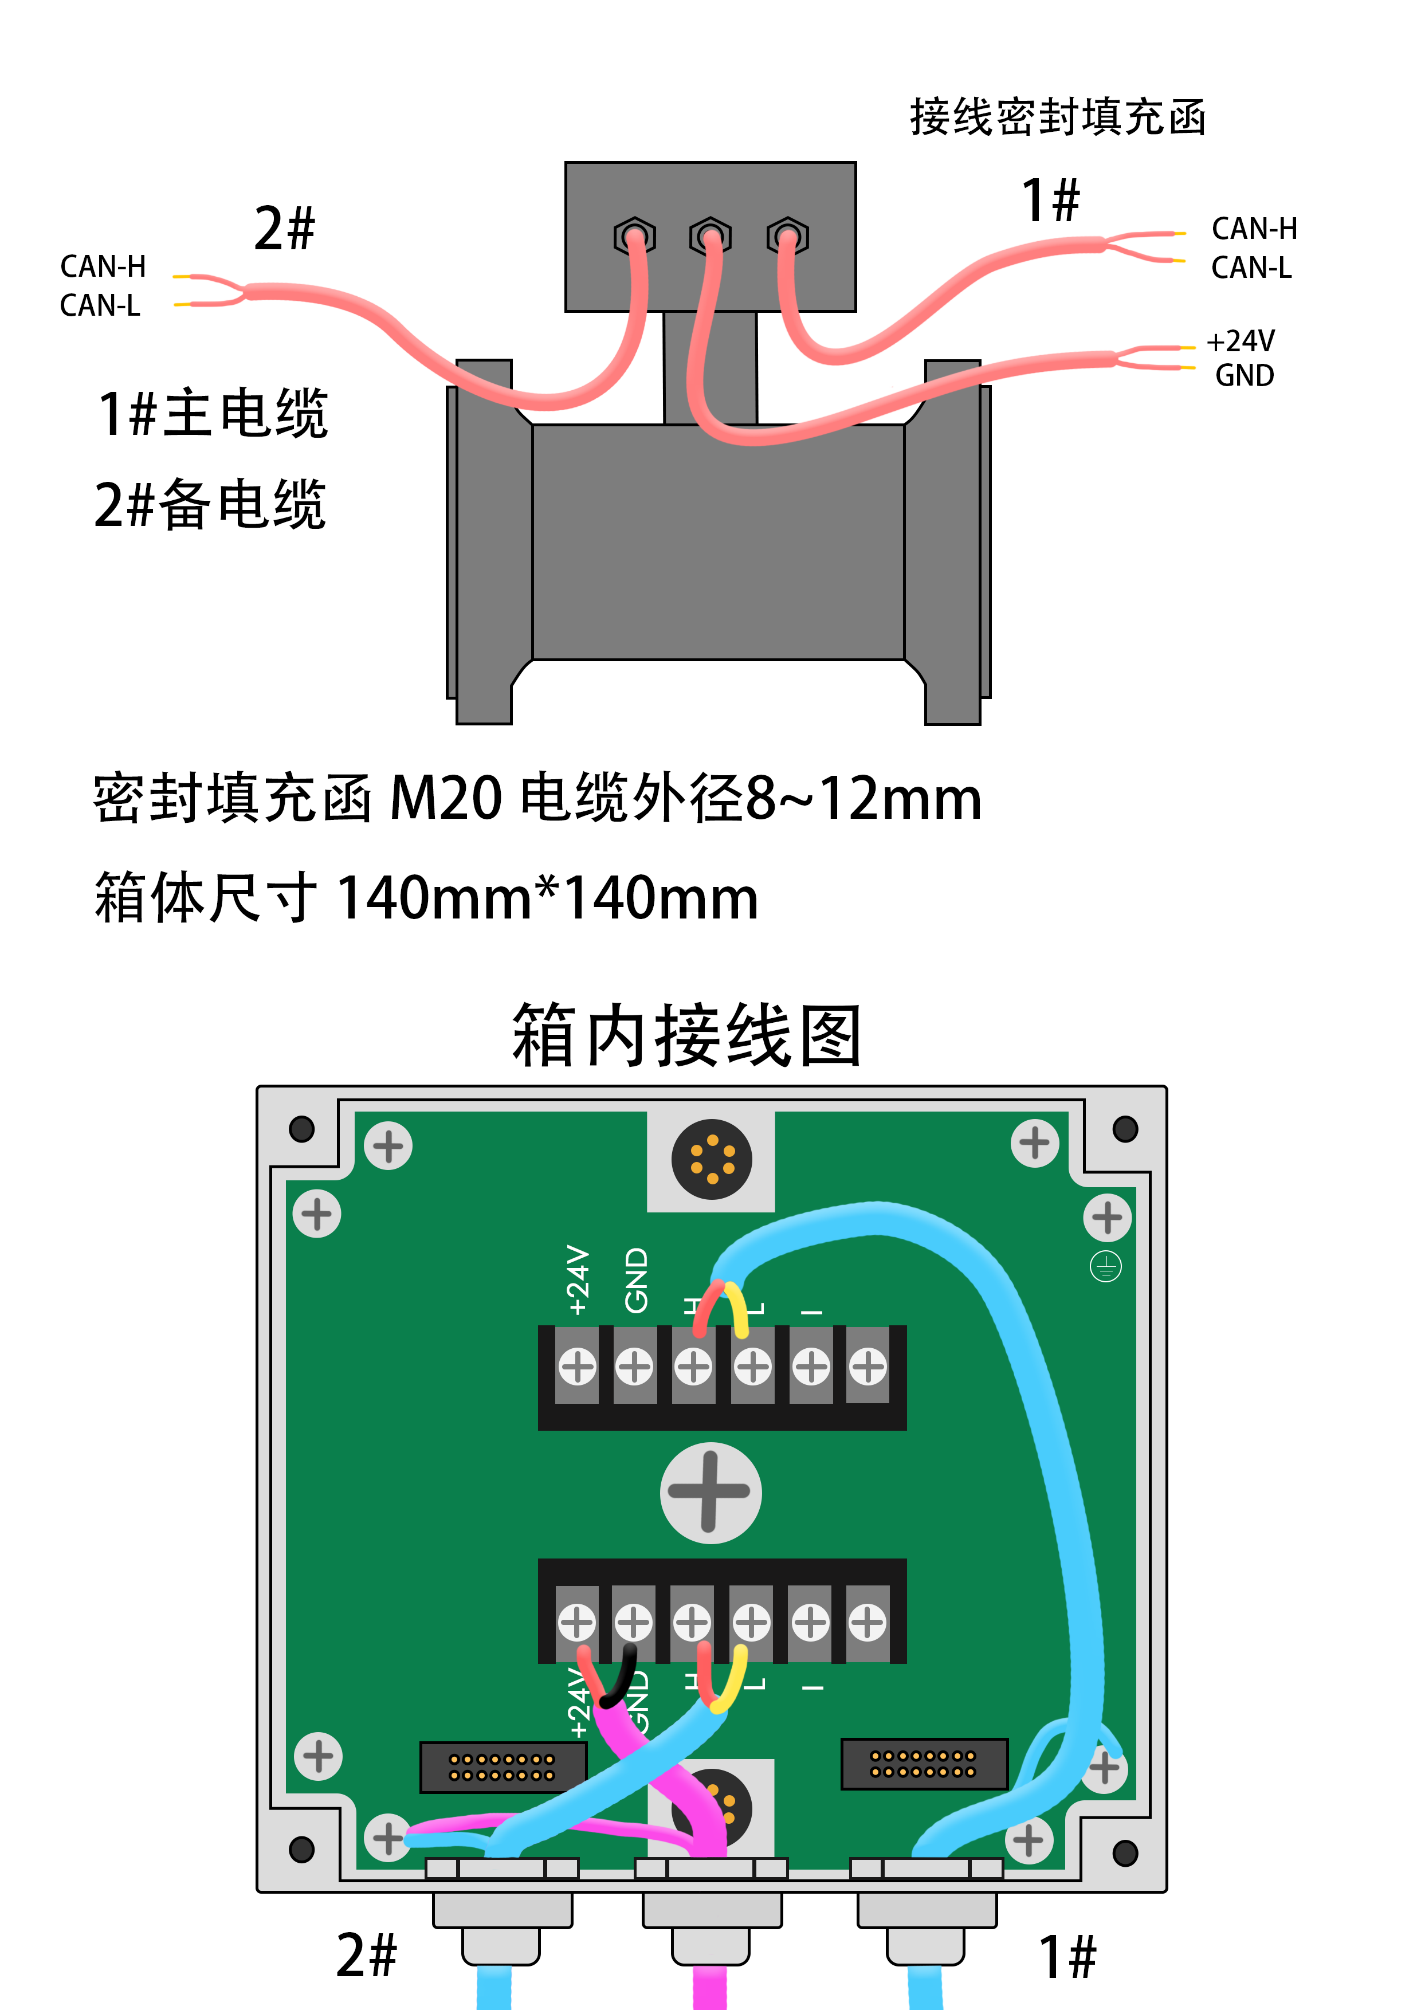 接线密封填充函
2#
1#
CAN-H
CAN-L
CAN-H
CAN-L
+24V
GND
1#主电缆
2#备电缆
密封填充函 M20 电缆外径8~12mm
箱体尺寸 140mm*140mm
箱内接线图
+24V
GND
H
L
I
+24V
GND
H
L
I
2#
1#